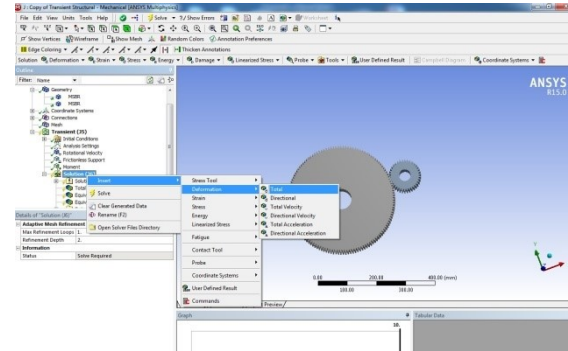 J : Copy of Transient Structural - Mechanical [ANSYS Multiphysics]
File Edit View Units Tools Help Solve ?/ Show Errors Worksheet
Show Vertices Wireframe Show Mesh Random Colors Annotation Preferences
Edge Coloring Thicken Annotations
Solution Deformation Strain Stress Energy Damage Linearized Stress Probe Tools User Defined Result Campbell Diagram Coordinate Systems
Outline
Filter: Name
Geometry
Coordinate Systems
Connections
Mesh
Transient (J5)
Initial Conditions
Analysis Settings
Rotational Velocity
Frictionless Support
Moment
Solution (J6)
Insert
Solve
Clear Generated Data
Rename (F2)
Open Solver Files Directory
Stress Tool
Deformation
Strain
Stress
Energy
Linearized Stress
Fatigue
Contact Tool
Probe
Coordinate Systems
User Defined Result
Commands
Total
Directional
Total Velocity
Directional Velocity
Total Acceleration
Directional Acceleration
ANSYS
R15.0
Details of "Solution (J6)"
Adaptive Mesh Refinement
Max Refinement Loops 1.
Refinement Depth 2.
Information
Status Solve Required
0.00 200.00 400.00 (mm)
100.00 300.00
Preview/
Graph
Tabular Data
10.